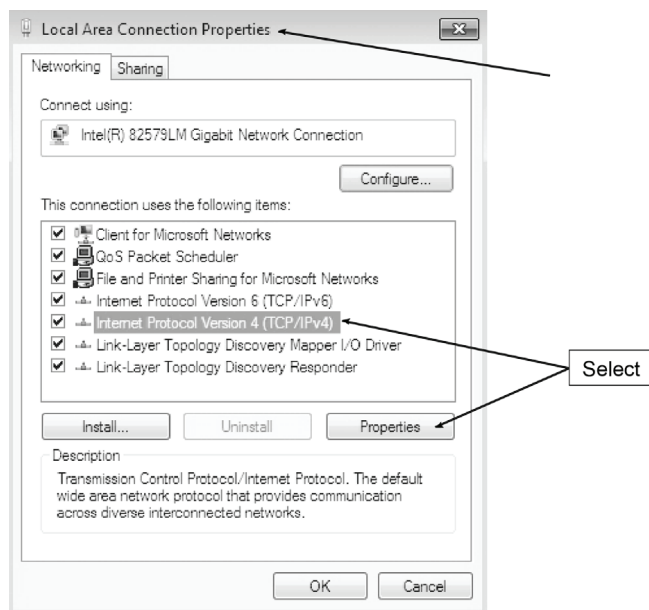 Local Area Connection Properties
Networking
Sharing
Connect using:
Intel(R) 82579LM Gigabit Network Connection
Configure...
This connection uses the following items:
Client for Microsoft Networks
QoS Packet Scheduler
File and Printer Sharing for Microsoft Networks
Internet Protocol Version 6 (TCP/IPv6)
Internet Protocol Version 4 (TCP/IPv4)
Link-Layer Topology Discovery Mapper I/O Driver
Link-Layer Topology Discovery Responder
Select
Install...
Uninstall
Properties
Description
Transmission Control Protocol/Internet Protocol. The default
wide area network protocol that provides communication
across diverse interconnected networks.
OK
Cancel